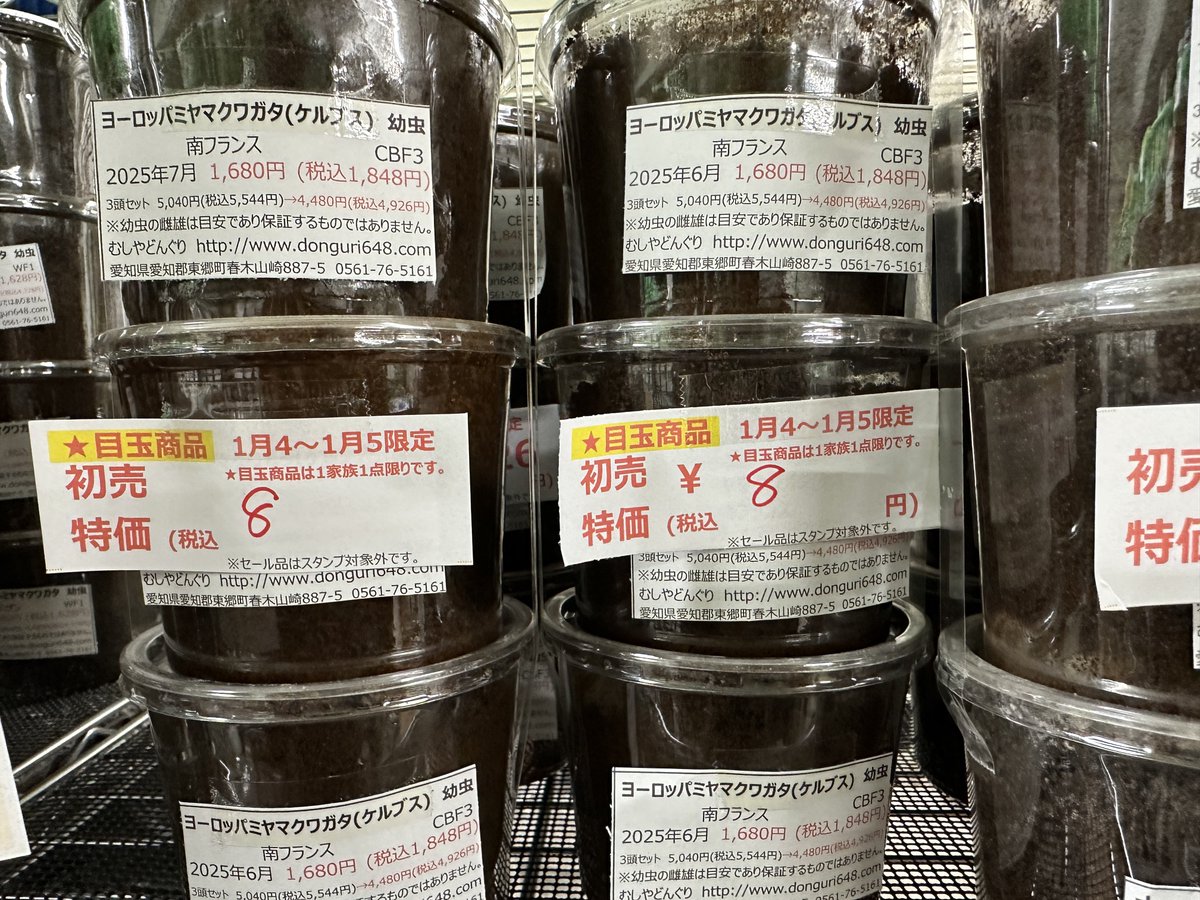 ヨーロッパミヤマクワガタ(ケルブス) 幼虫
南フランス CBF3
2025年7月 1,680円 (税込1,848円)
3頭セット 5,040円(税込5,544円)→4,480円(税込4,926円)
※幼虫の雌雄は目安であり保証するものではありません。
むしやどんぐり http://www.donguri648.com
愛知県愛知郡東郷町春木山崎887-5 0561-76-5161
ヨーロッパミヤマクワガタ(ケルブス) 幼虫
南フランス CBF3
2025年6月 1,680円 (税込1,848円)
3頭セット 5,040円(税込5,544円)→4,480円(税込4,926円)
※幼虫の雌雄は目安であり保証するものではありません。
むしやどんぐり http://www.donguri648.com
愛知県愛知郡東郷町春木山崎887-5 0561-76-5161
幼虫
WF1
★目玉商品 1月4～1月5限定
★目玉商品は1家族1点限りです。
初売 8
特価 (税込
※セール品はスタンプ対象外です。
むしやどんぐり http://www.donguri648.com
愛知県愛知郡東郷町春木山崎887-5 0561-76-5161
★目玉商品 1月4～1月5限定
★目玉商品は1家族1点限りです。
初売 ￥ 8
特価 (税込 円)
※セール品はスタンプ対象外です。
3頭セット 5,040円(税込5,544円)→4,480円(税込4,926円)
※幼虫の雌雄は目安であり保証するものではありません。
むしやどんぐり http://www.donguri648.com
愛知県愛知郡東郷町春木山崎887-5 0561-76-5161
初売
特価
ヨーロッパミヤマクワガタ(ケルブス) 幼虫
南フランス CBF3
2025年6月 1,680円 (税込1,848円)
3頭セット 5,040円(税込5,544円)→4,480円(税込4,926円)
ヨーロッパミヤマクワガタ(ケルブス) 幼虫
南フランス CBF3
2025年6月 1,680円 (税込1,848円)
3頭セット 5,040円(税込5,544円)→4,480円(税込4,926円)
※幼虫の雌雄は目安であり保証するものではありません。
むしやどんぐり http://www.donguri648.com